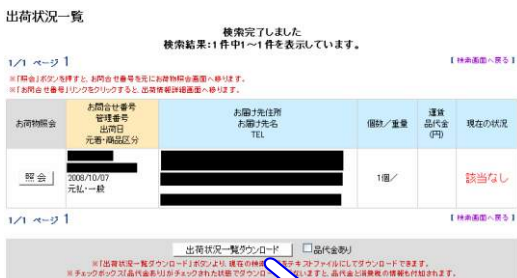 出荷状況一覧
検索完了しました
検索結果:1件中1~1件を表示しています。
1/1 ページ 1
【検索画面へ戻る】
※「照会」ボタンを押すと、お問合せ番号を元にお荷物照会画面へ移ります。
※「お問合せ番号」リンクをクリックすると、出荷情報詳細画面へ移ります。
お荷物照会
お問合せ番号
管理番号
出荷日
元着・商品区分
お届け先住所
お届け先名
TEL
個数/重量
運賃
品代金
(円)
現在の状況
照会
2008/10/07
元払・一般
1個/
該当なし
1/1 ページ 1
【検索画面へ戻る】
出荷状況一覧ダウンロード
品代金あり
※「出荷状況一覧ダウンロード」ボタンより、現在の検索
テキストファイルにしてダウンロードできます。
※チェックボックス「品代金あり」がチェックされた状態でダウンロ
ないますと、品代金と消費税の情報も付加されます。